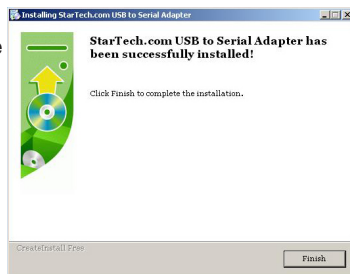 Installing StarTech.com USB to Serial Adapter
StarTech.com USB to Serial Adapter has
been successfully installed!
Click Finish to complete the installation.
CreateInstall Free
Finish